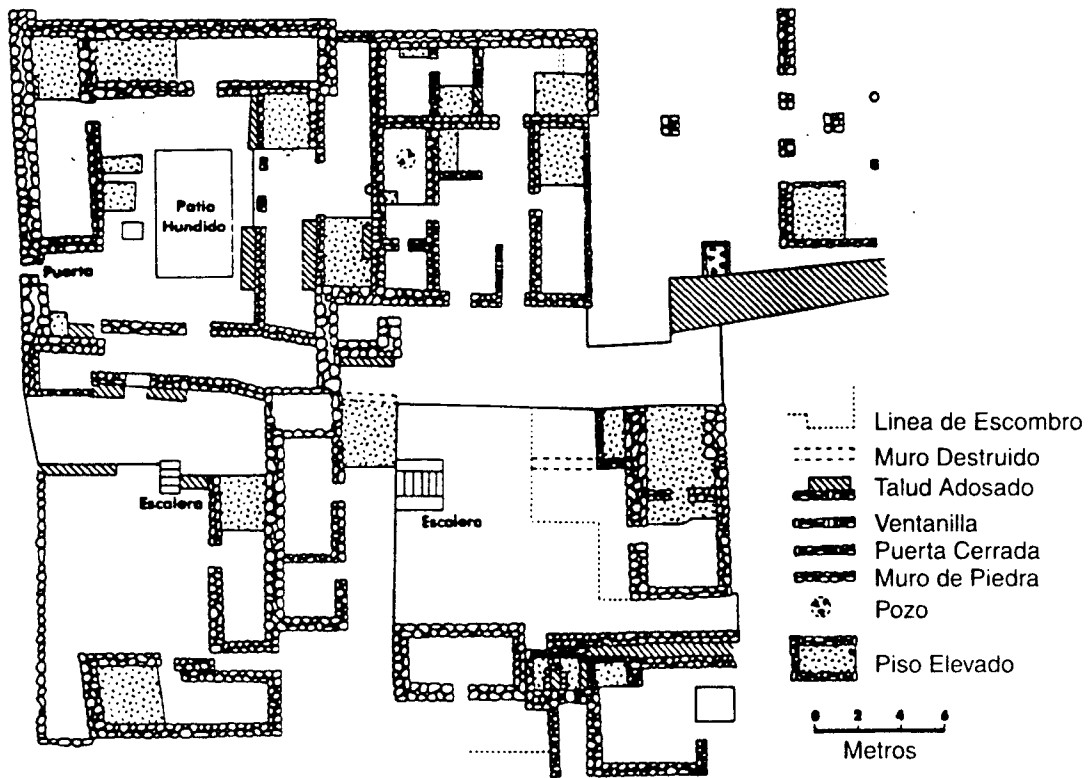 Patio
Hundido
Puerta
Escalera
Escalera
Linea de Escombro
Muro Destruido
Talud Adosado
Ventanilla
Puerta Cerrada
Muro de Piedra
Pozo
Piso Elevado
0 2 4 6
Metros